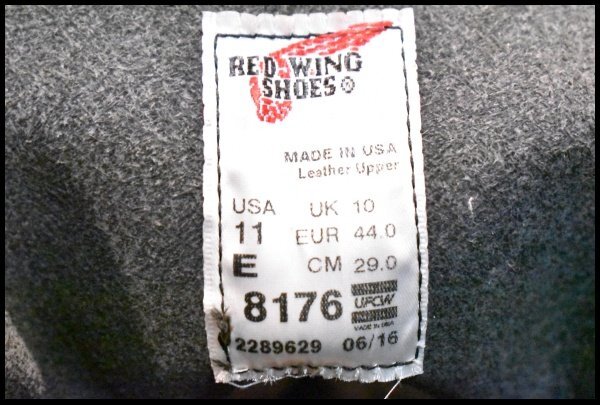 RED WING
SHOES®
MADE IN USA
Leather Upper
USA UK 10
11 EUR 44.0
E CM 29.0
8176 UFCW
MADE IN USA
2289629 06/16